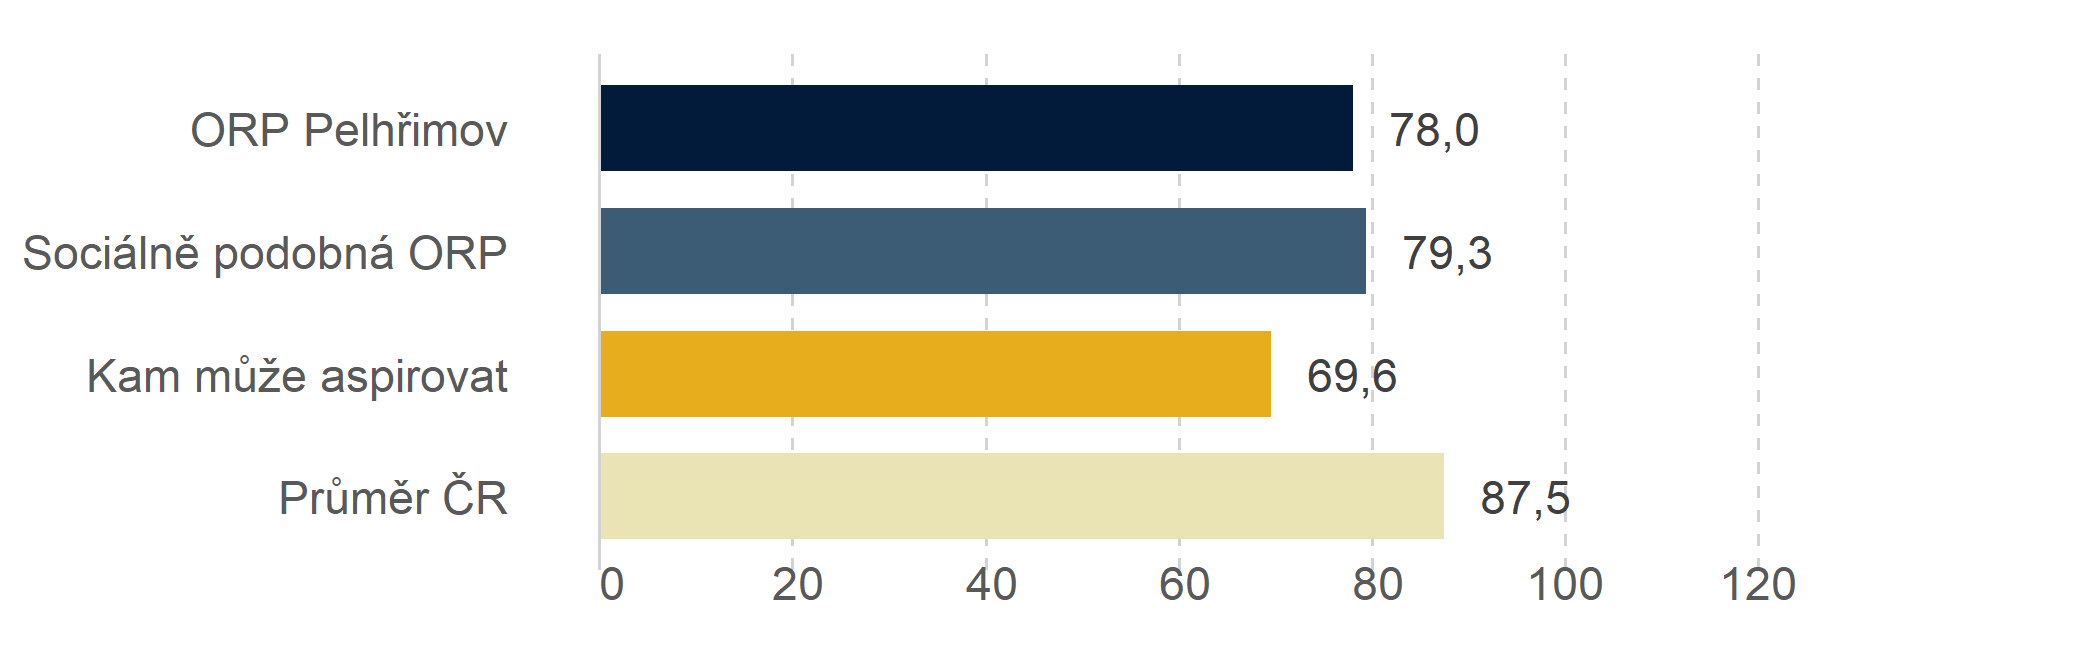 ORP Pelhřimov
78,0
Sociálně podobná ORP
79,3
Kam může aspirovat
69,6
Průměr ČR
87,5
0 20 40 60 80 100 120